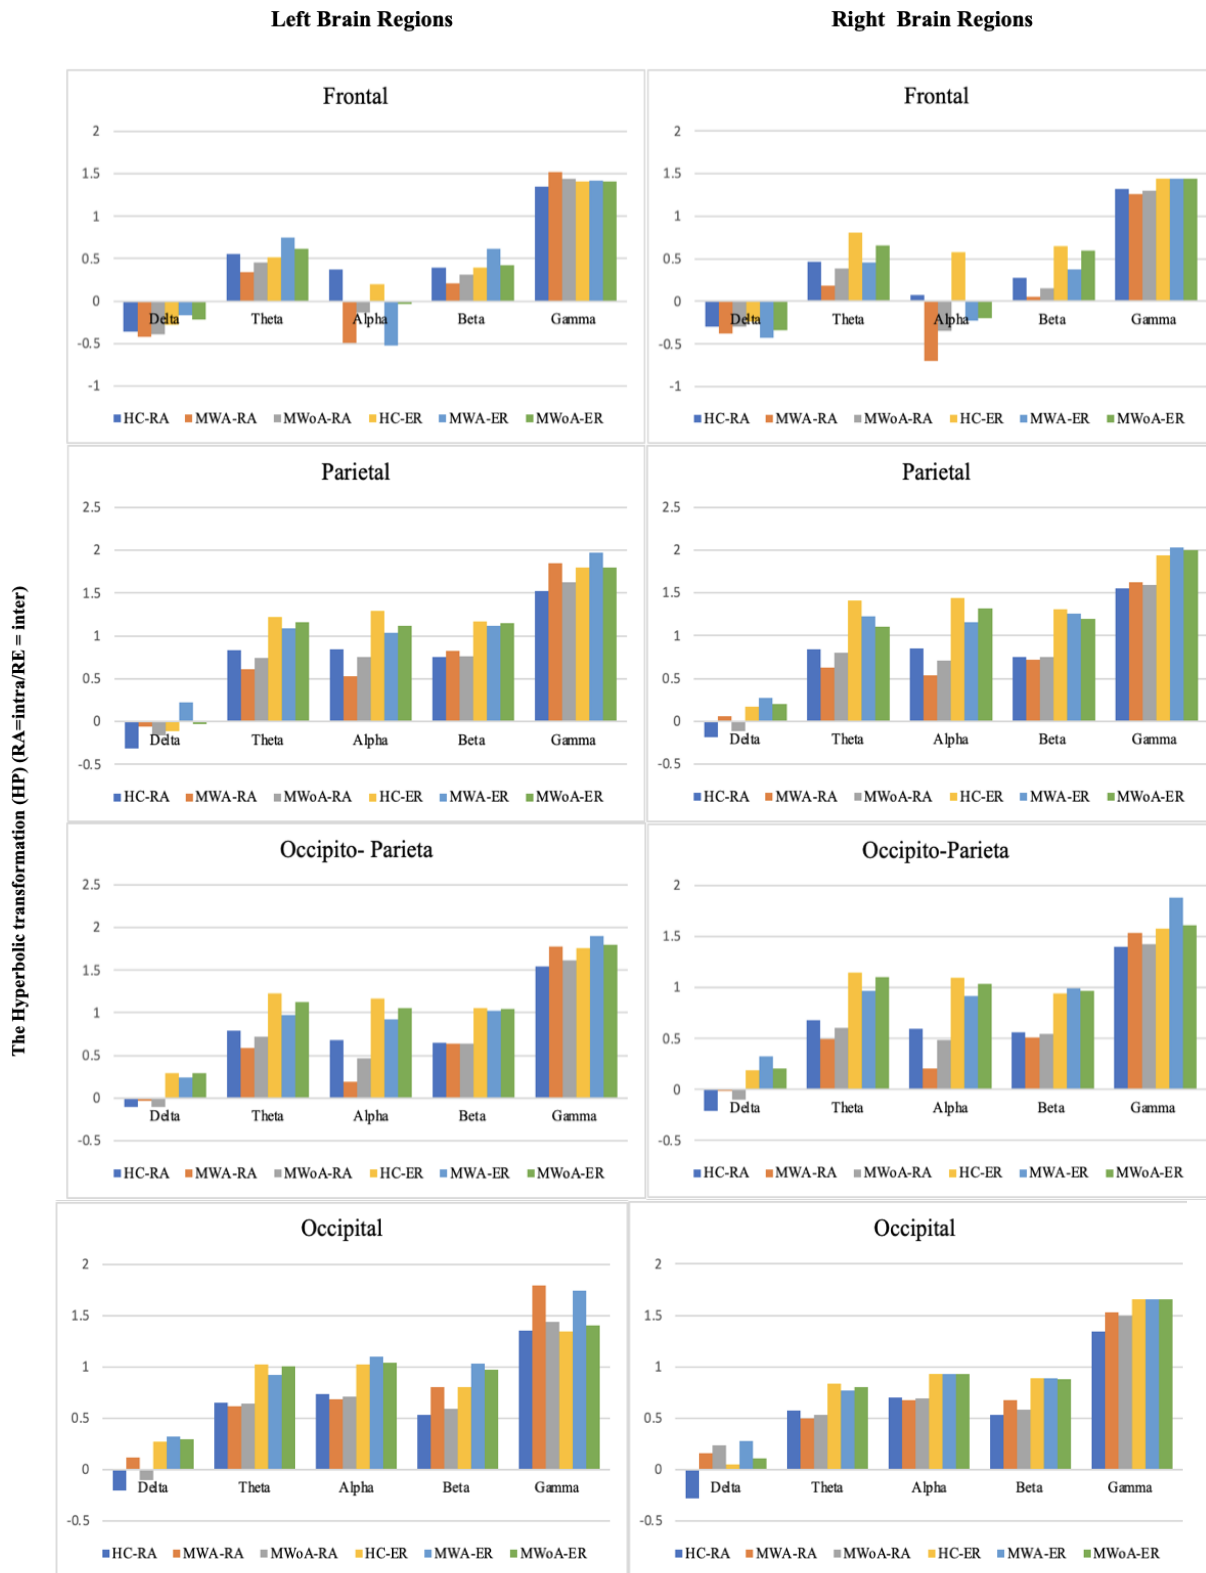 Left Brain Regions
Right Brain Regions
The Hyperbolic transformation (HP) (RA=intra/RE = inter)
Frontal
2
1.5
1
0.5
0
-0.5
-1
Delta Theta Alpha Beta Gamma
HC-RA MWA-RA MWoA-RA HC-ER MWA-ER MWoA-ER
Frontal
2
1.5
1
0.5
0
-0.5
-1
Delta Theta Alpha Beta Gamma
HC-RA MWA-RA MWoA-RA HC-ER MWA-ER MWoA-ER
Parietal
2.5
2
1.5
1
0.5
0
-0.5
Delta Theta Alpha Beta Gamma
HC-RA MWA-RA MWoA-RA HC-ER MWA-ER MWoA-ER
Parietal
2.5
2
1.5
1
0.5
0
-0.5
Delta Theta Alpha Beta Gamma
HC-RA MWA-RA MWoA-RA HC-ER MWA-ER MWoA-ER
Occipito- Parieta
2.5
2
1.5
1
0.5
0
-0.5
Delta Theta Alpha Beta Gamma
HC-RA MWA-RA MWoA-RA HC-ER MWA-ER MWoA-ER
Occipito-Parieta
2
1.5
1
0.5
0
-0.5
Delta Theta Alpha Beta Gamma
HC-RA MWA-RA MWoA-RA HC-ER MWA-ER MWoA-ER
Occipital
2
1.5
1
0.5
0
-0.5
Delta Theta Alpha Beta Gamma
HC-RA MWA-RA MWoA-RA HC-ER MWA-ER MWoA-ER
Occipital
2
1.5
1
0.5
0
-0.5
Delta Theta Alpha Beta Gamma
HC-RA MWA-RA MWoA-RA HC-ER MWA-ER MWoA-ER